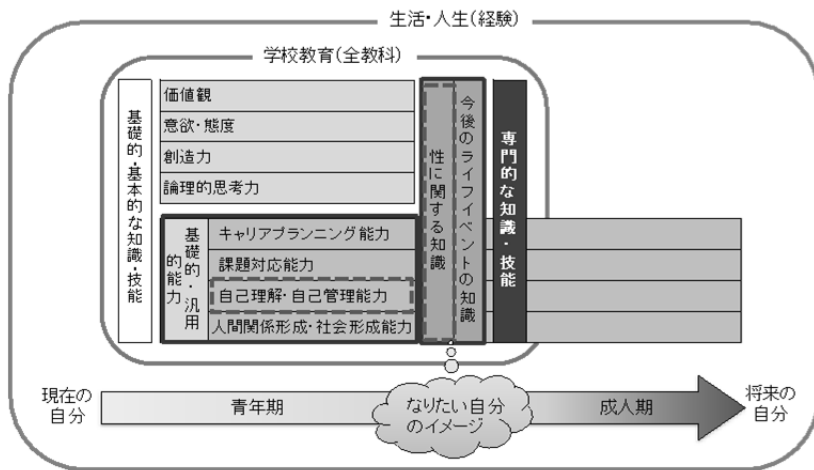 生活・人生(経験)
学校教育(全教科)
基礎的・基本的な知識・技能
価値観
意欲・態度
創造力
論理的思考力
基礎的・汎用
的能力
キャリアプランニング能力
課題対応能力
自己理解・自己管理能力
人間関係形成・社会形成能力
性に関する知識
今後のライフイベントの知識
専門的な知識・技能
現在の
自分
青年期
なりたい自分
のイメージ
成人期
将来の
自分